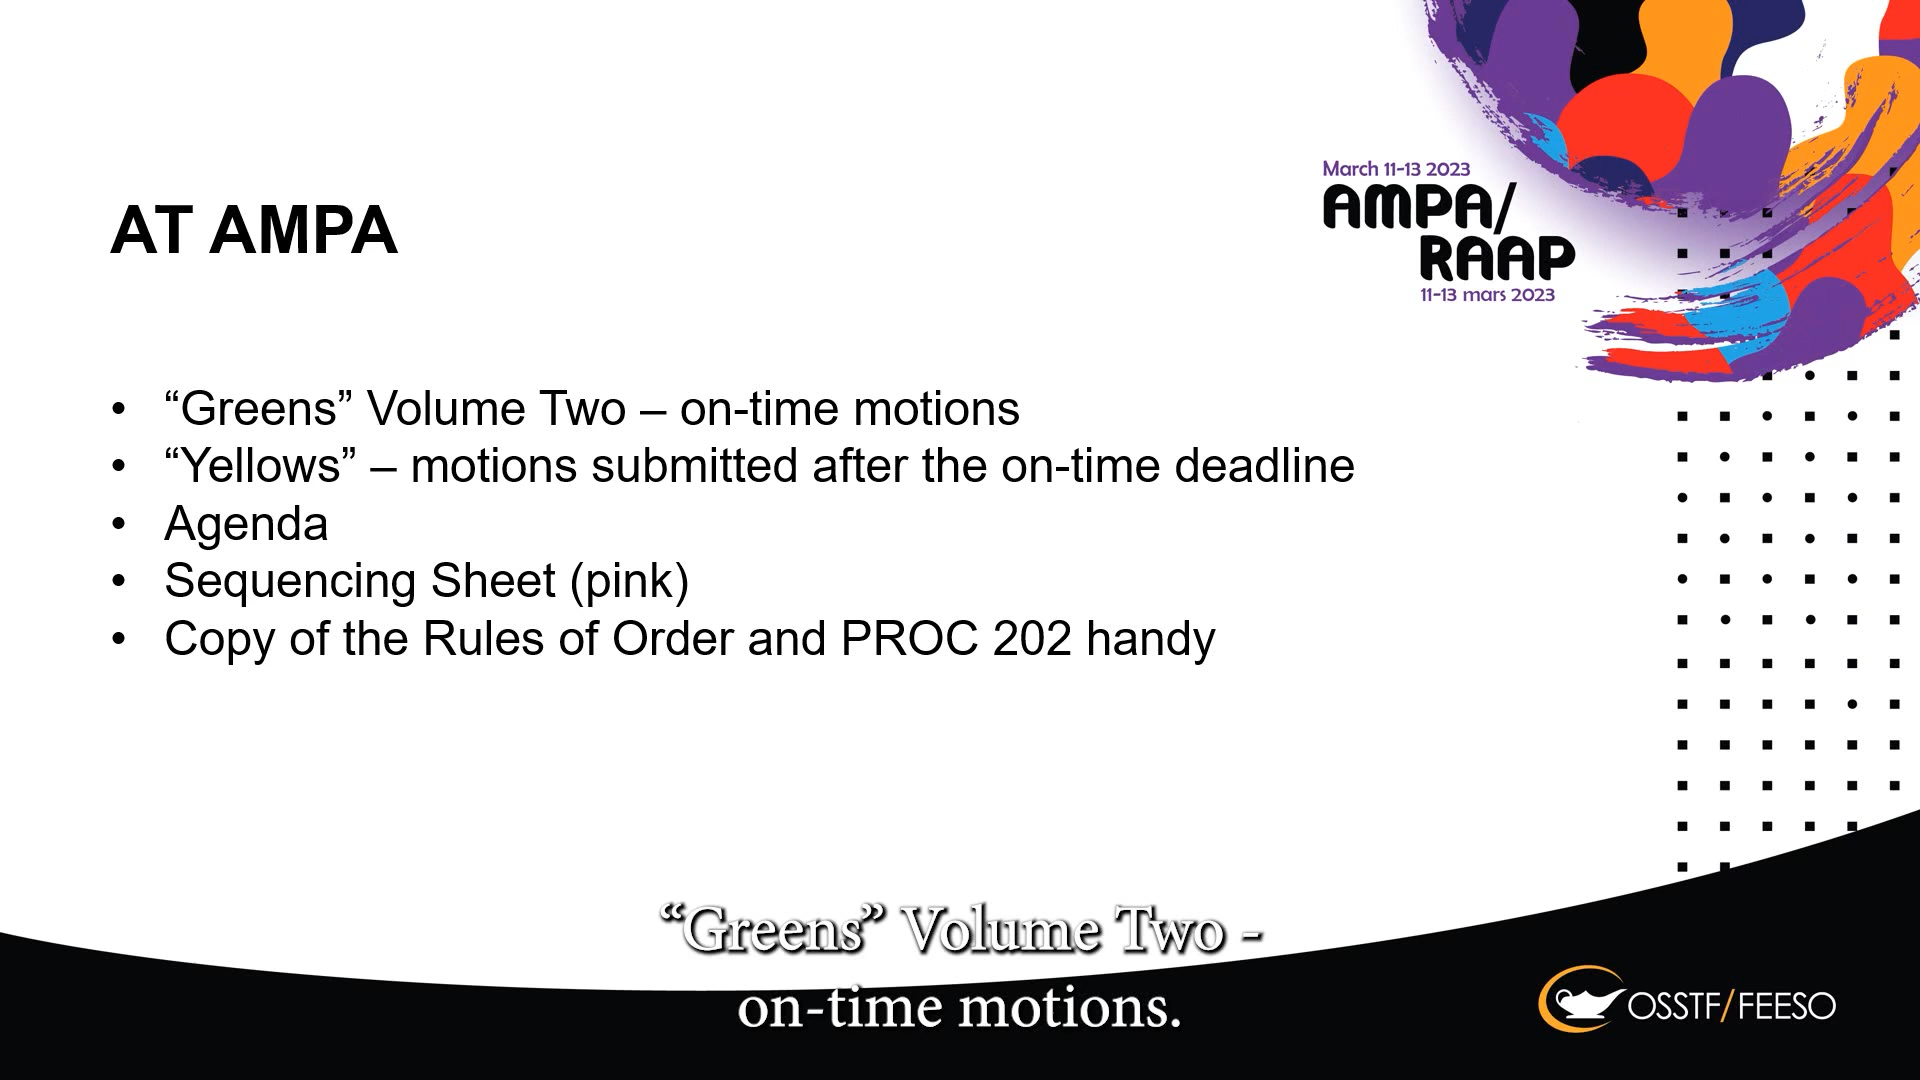 March 11-13 2023
AMPA/
RAAP
11-13 mars 2023
AT AMPA
• “Greens” Volume Two – on-time motions
• “Yellows” – motions submitted after the on-time deadline
• Agenda
• Sequencing Sheet (pink)
• Copy of the Rules of Order and PROC 202 handy
“Greens” Volume Two -
on-time motions.
OSSTF/FEESO